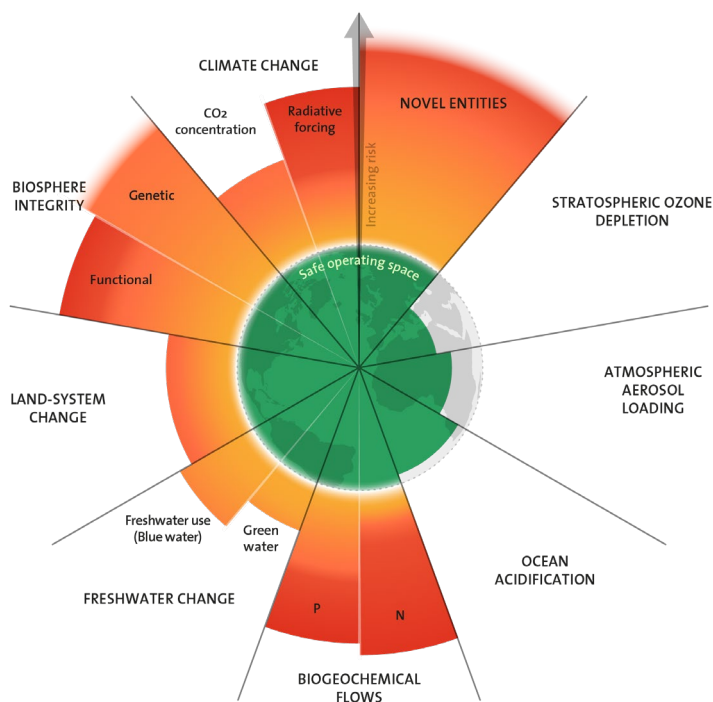 CLIMATE CHANGE
CO2
concentration
Radiative
forcing
NOVEL ENTITIES
Increasing risk
BIOSPHERE
INTEGRITY
Genetic
Functional
STRATOSPHERIC OZONE
DEPLETION
Safe operating space
LAND-SYSTEM
CHANGE
ATMOSPHERIC
AEROSOL
LOADING
Freshwater use
(Blue water)
Green
water
FRESHWATER CHANGE
P
N
OCEAN
ACIDIFICATION
BIOGEOCHEMICAL
FLOWS